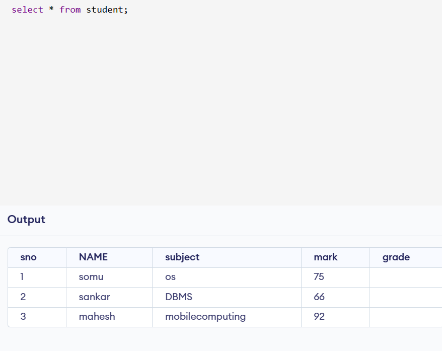 select * from student;
Output
sno NAME subject mark grade
1 somu os 75
2 sankar DBMS 66
3 mahesh mobilecomputing 92